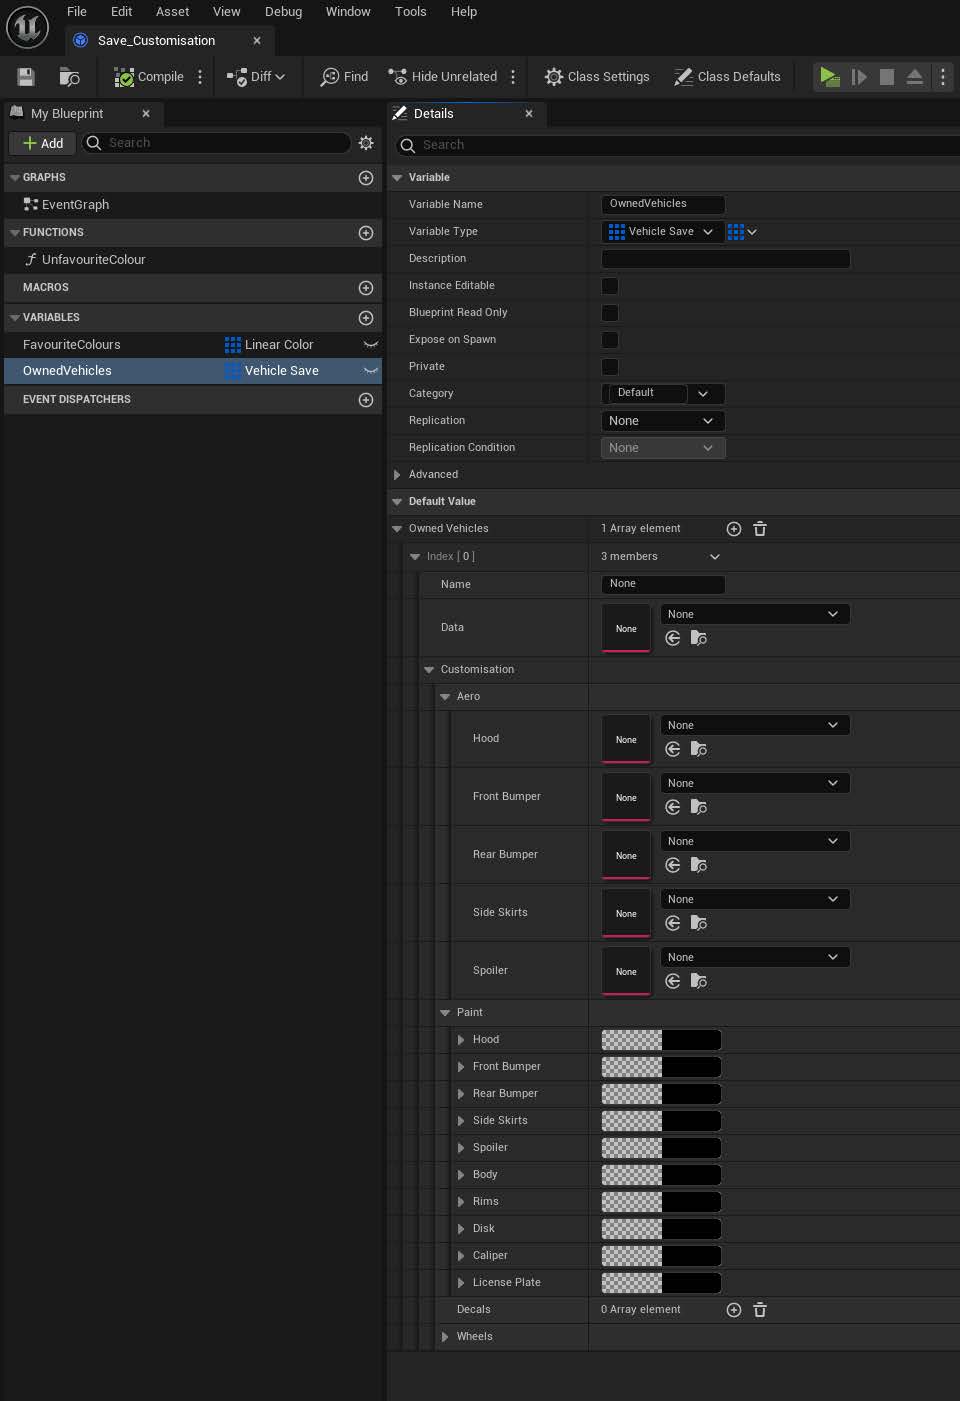 File Edit Asset View Debug Window Tools Help
Save_Customisation
Compile Diff Find Hide Unrelated Class Settings Class Defaults
My Blueprint
Add Search
GRAPHS
EventGraph
FUNCTIONS
UnfavouriteColour
MACROS
VARIABLES
FavouriteColours Linear Color
OwnedVehicles Vehicle Save
EVENT DISPATCHERS
Details
Search
Variable
Variable Name OwnedVehicles
Variable Type Vehicle Save
Description
Instance Editable
Blueprint Read Only
Expose on Spawn
Private
Category Default
Replication None
Replication Condition None
Advanced
Default Value
Owned Vehicles 1 Array element
Index [ 0 ] 3 members
Name None
Data None None
Customisation
Aero
Hood None None
Front Bumper None None
Rear Bumper None None
Side Skirts None None
Spoiler None None
Paint
Hood
Front Bumper
Rear Bumper
Side Skirts
Spoiler
Body
Rims
Disk
Caliper
License Plate
Decals 0 Array element
Wheels